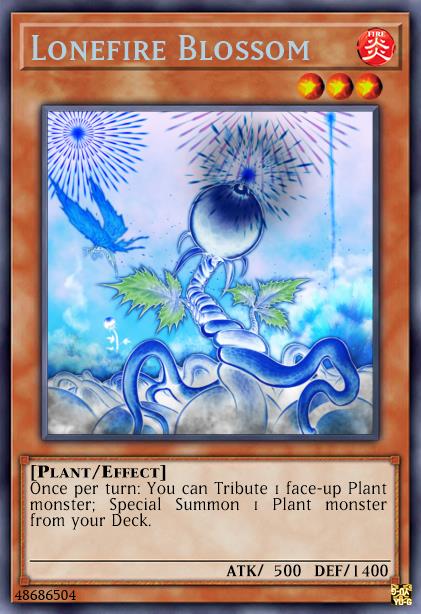 Lonefire Blossom
FIRE
炎
[Plant/Effect]
Once per turn: You can Tribute 1 face-up Plant
monster; Special Summon 1 Plant monster
from your Deck.
ATK/ 500 DEF/1400
48686504